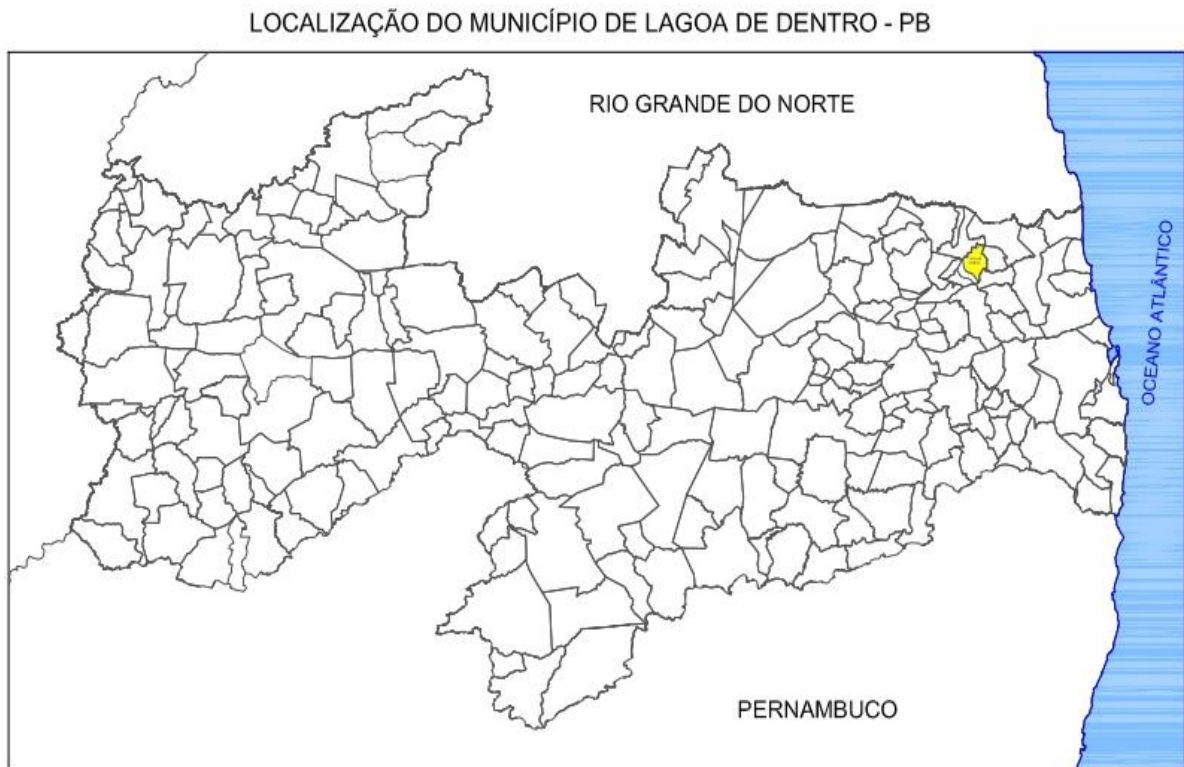 LOCALIZAÇÃO DO MUNICÍPIO DE LAGOA DE DENTRO - PB
RIO GRANDE DO NORTE
OCEANO ATLÂNTICO
PERNAMBUCO